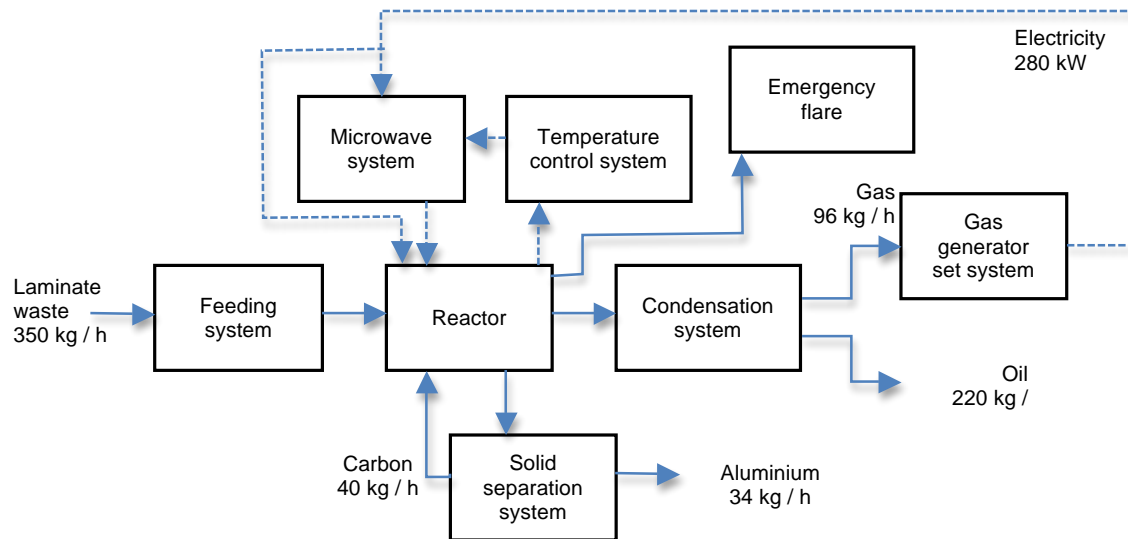 Electricity
280 kW
Emergency
flare
Microwave
system
Temperature
control system
Gas
96 kg / h
Gas
generator
set system
Laminate
waste
350 kg / h
Feeding
system
Reactor
Condensation
system
Oil
220 kg /
Carbon
40 kg / h
Solid
separation
system
Aluminium
34 kg / h